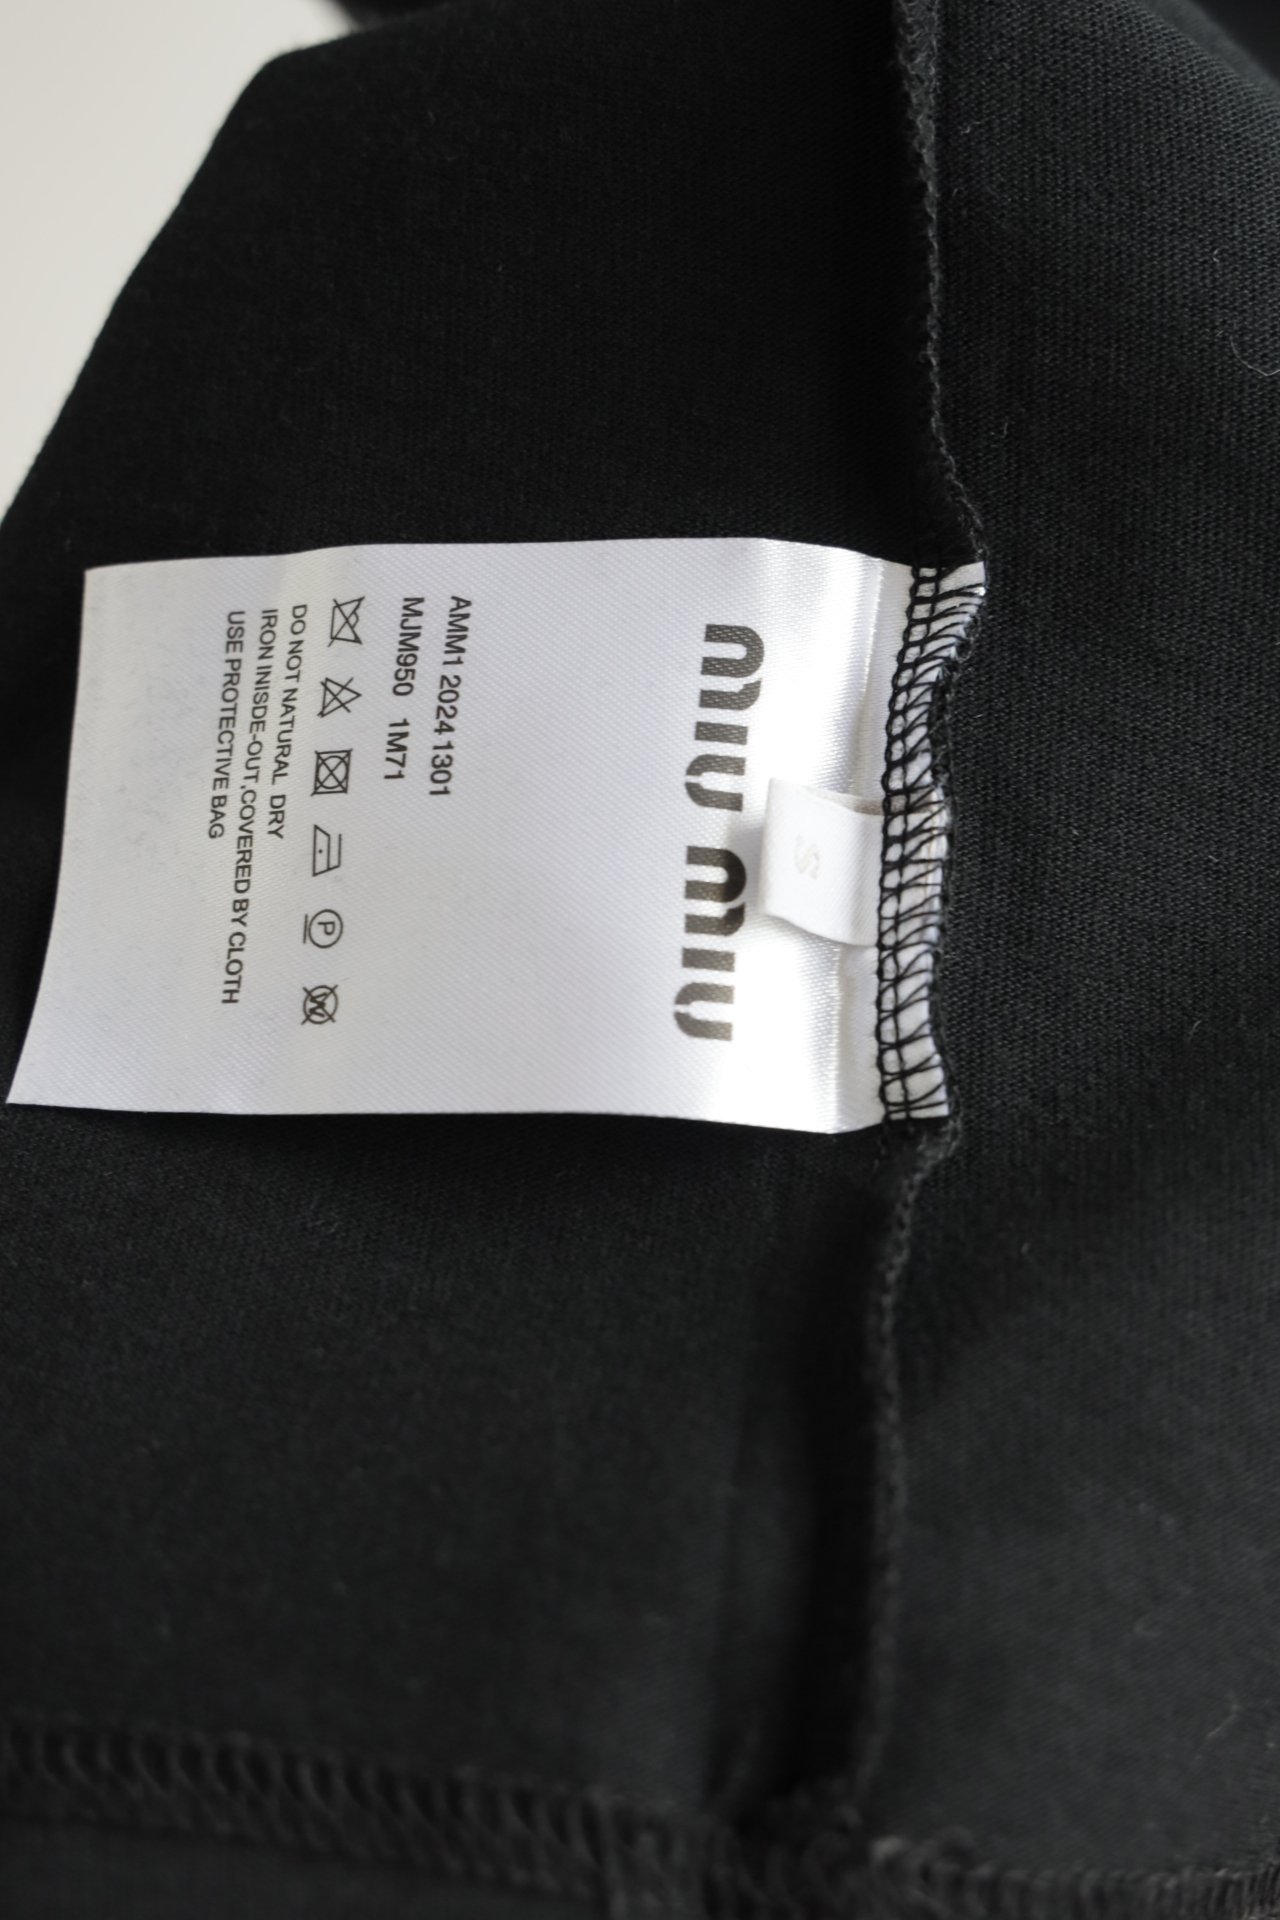 S
miu miu
AMM1 2024 1301
MJM950 1M71
P
W
DO NOT NATURAL DRY
IRON INISDE-OUT,COVERED BY CLOTH
USE PROTECTIVE BAG